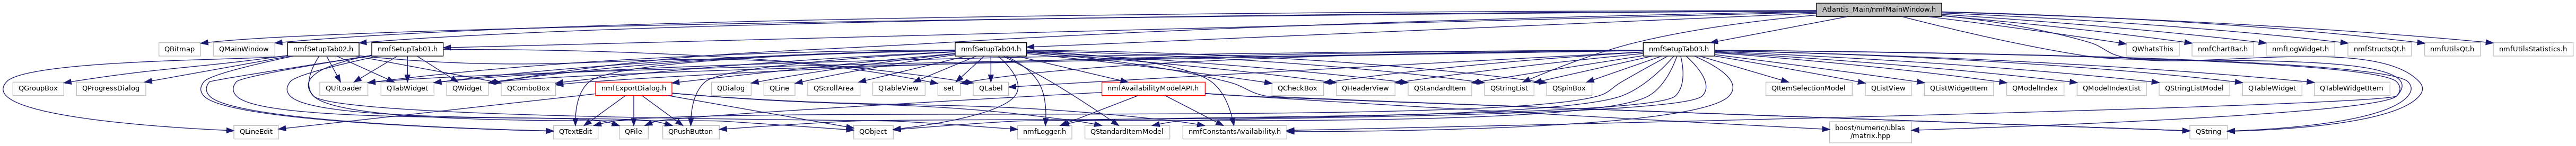 Atlantis_Main/nmfMainWindow.h
QBitmap
QMainWindow
nmfSetupTab02.h
nmfSetupTab01.h
nmfSetupTab04.h
nmfSetupTab03.h
QWhatsThis
nmfChartBar.h
nmfLogWidget.h
nmfStructsQt.h
nmfUtilsQt.h
nmfUtilsStatistics.h
QGroupBox
QProgressDialog
QUiLoader
QTabWidget
QWidget
QComboBox
nmfExportDialog.h
QDialog
QLine
QScrollArea
QTableView
set
QLabel
nmfAvailabilityModelAPI.h
QCheckBox
QHeaderView
QStandardItem
QStringList
QSpinBox
QItemSelectionModel
QListView
QListWidgetItem
QModelIndex
QModelIndexList
QStringListModel
QTableWidget
QTableWidgetItem
QLineEdit
QTextEdit
QFile
QPushButton
QObject
nmfLogger.h
QStandardItemModel
nmfConstantsAvailability.h
boost/numeric/ublas
/matrix.hpp
QString